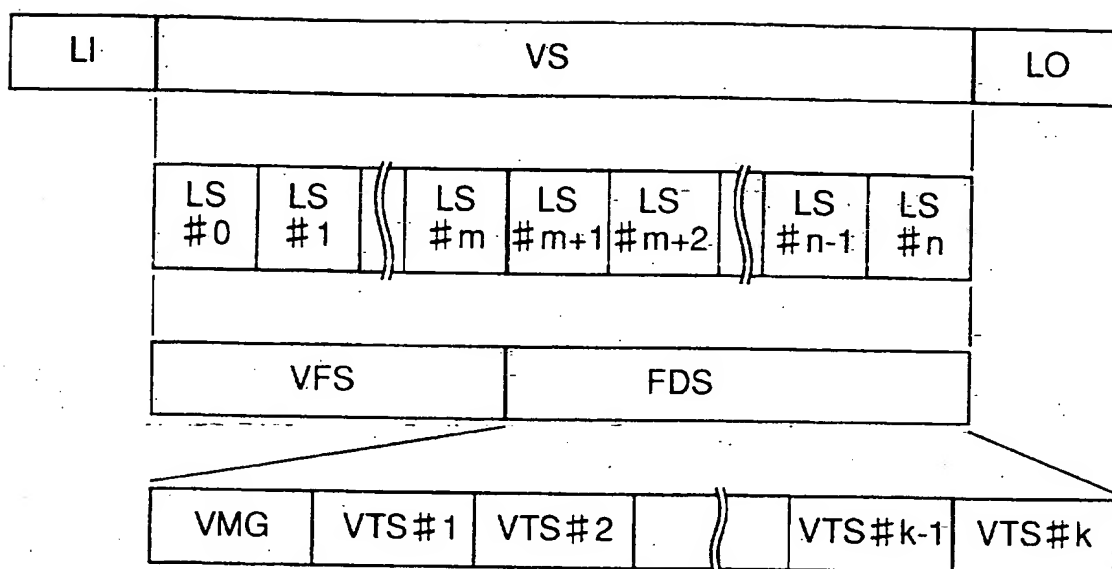 LI VS LO
LS LS LS LS LS LS LS
#0 #1 #m #m+1 #m+2 #n-1 #n
VFS FDS
VMG VTS#1 VTS#2 VTS#k-1 VTS#k